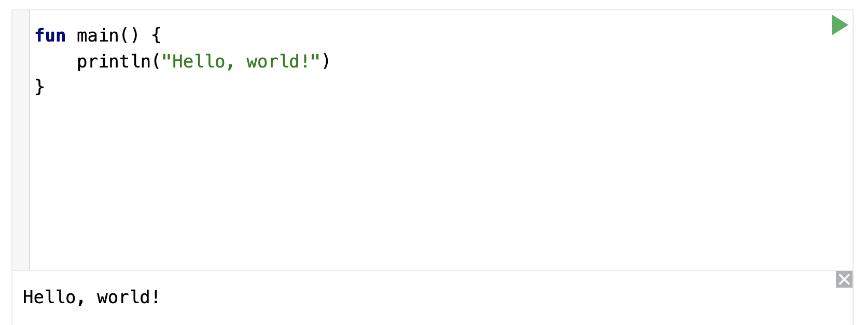 fun main() {
    println("Hello, world!")
}
Hello, world!